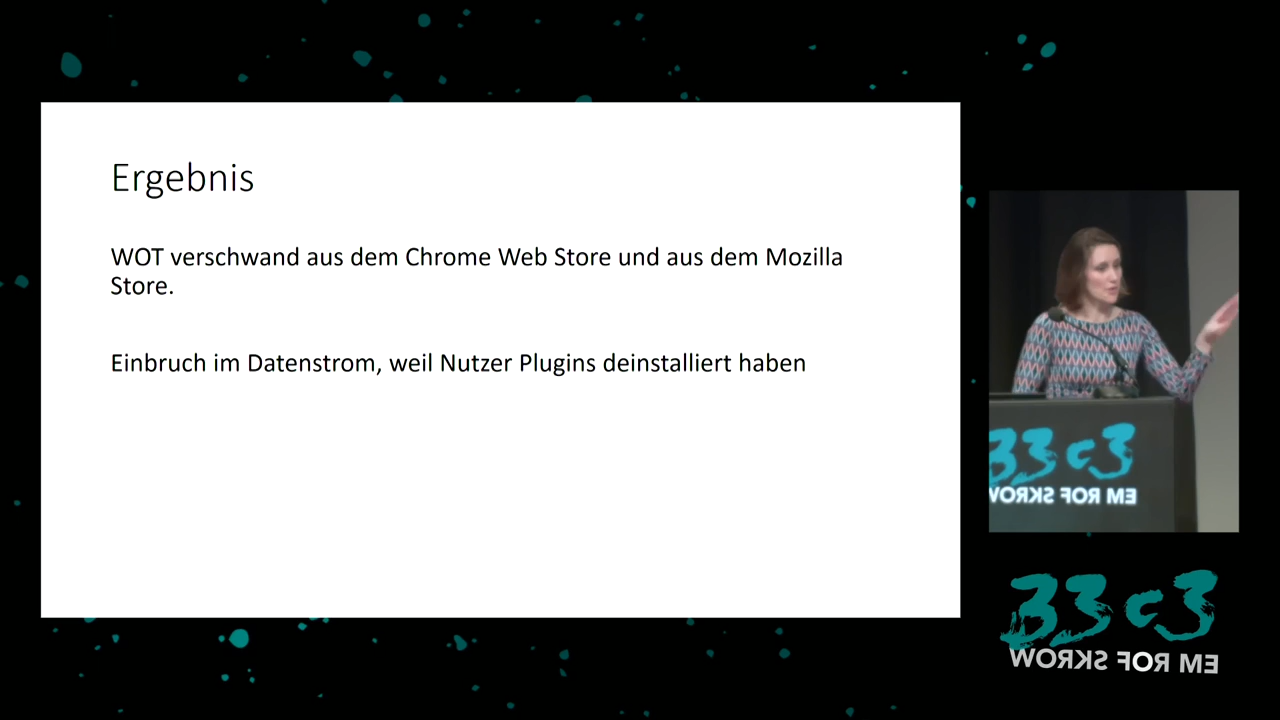 Ergebnis
WOT verschwand aus dem Chrome Web Store und aus dem Mozilla
Store.
Einbruch im Datenstrom, weil Nutzer Plugins deinstalliert haben
33c3
WORKS FOR ME
33c3
WORKS FOR ME